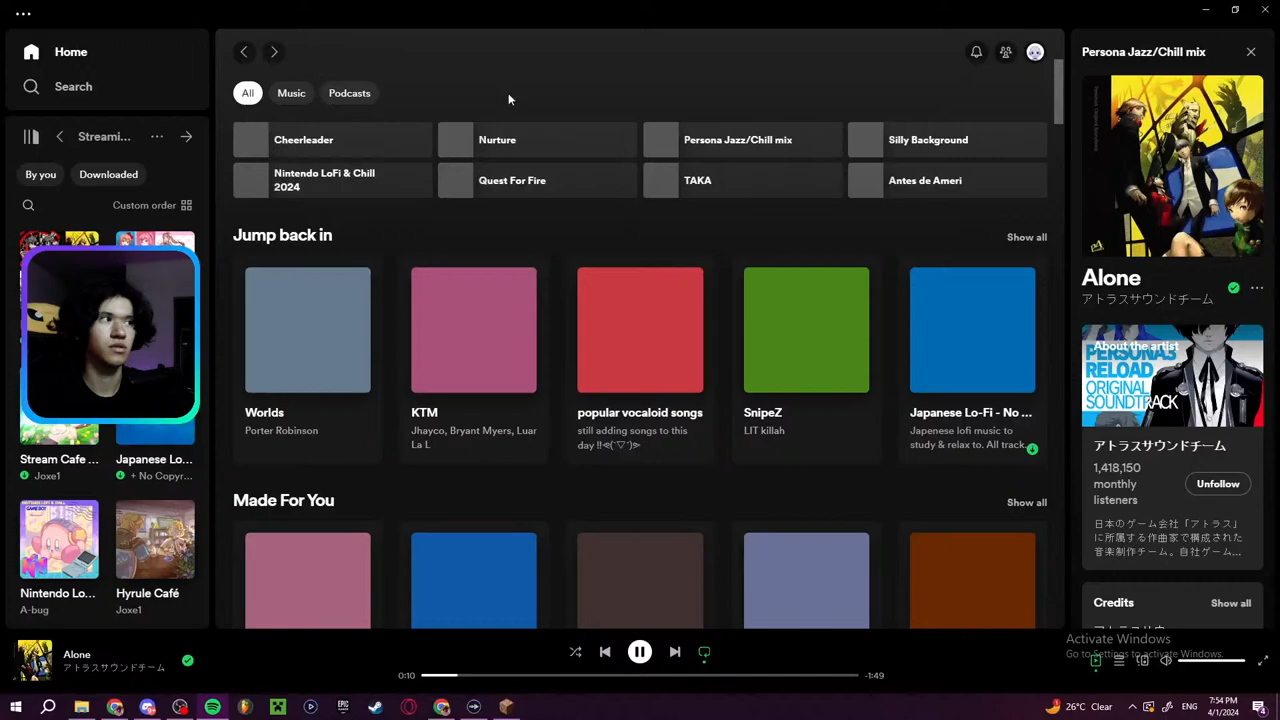 Home
Search
Streami...
By you
Downloaded
Custom order
Stream Cafe ...
Joxe1
Japanese Lo...
+ No Copyr...
Nintendo Lo...
A-bug
Hyrule Café
Joxe1
All
Music
Podcasts
Cheerleader
Nurture
Persona Jazz/Chill mix
Silly Background
Nintendo LoFi & Chill
2024
Quest For Fire
TAKA
Antes de Ameri
Jump back in
Show all
Worlds
Porter Robinson
KTM
Jhayco, Bryant Myers, Luar
La L
popular vocaloid songs
still adding songs to this
day !!⋖(˙▽˙)⋗
SnipeZ
LIT killah
Japanese Lo-Fi - No ...
Japanese lofi music to
study & relax to. All track...
Made For You
Show all
Persona Jazz/Chill mix
Alone
アトラスサウンドチーム
About the artist
PERSONA3
RELOAD
ORIGINAL
SOUNDTRACK
アトラスサウンドチーム
1,418,150
monthly
listeners
Unfollow
日本のゲーム会社「アトラス」
に所属する作曲家で構成された
音楽制作チーム。自社ゲーム...
Credits
Show all
Activate Windows
Go to Settings to activate Windows.
Alone
アトラスサウンドチーム
0:10
-1:49
26°C Clear
7:54 PM
4/1/2024
4